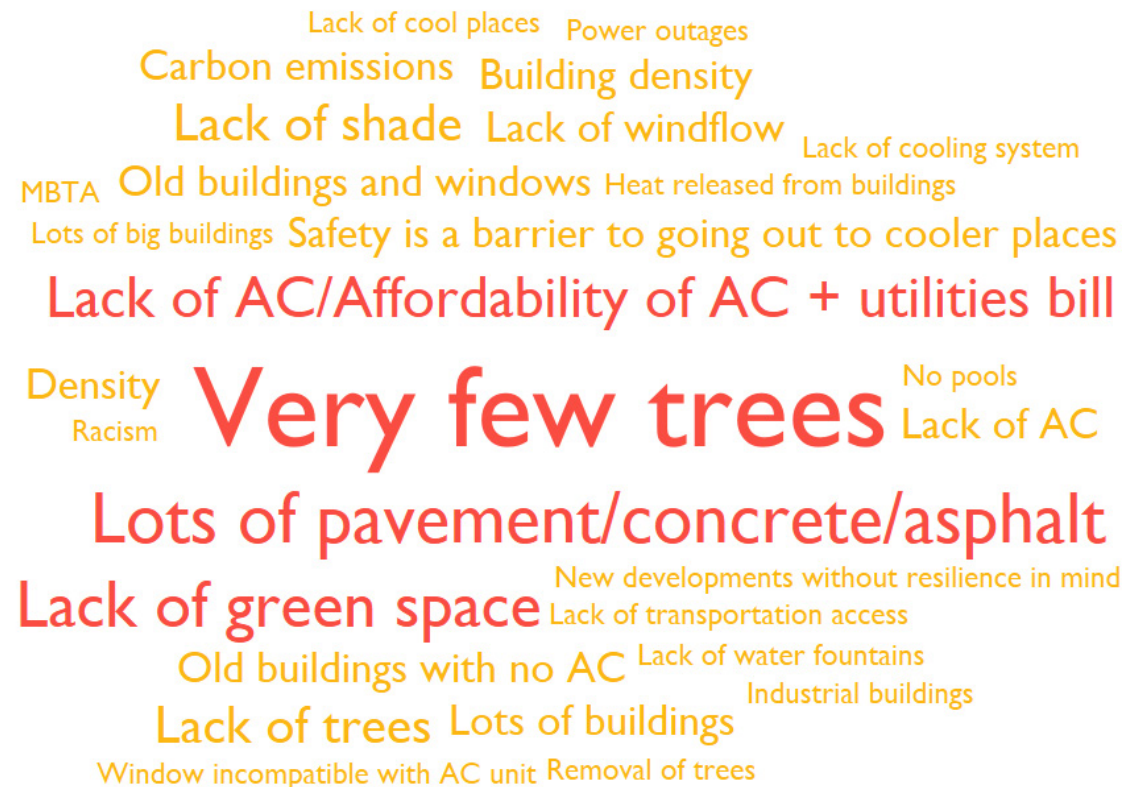 Lack of cool places Power outages
Carbon emissions Building density
Lack of shade Lack of windflow
Lack of cooling system
MBTA Old buildings and windows Heat released from buildings
Lots of big buildings Safety is a barrier to going out to cooler places
Lack of AC/Affordability of AC + utilities bill
Density
Racism
Very few trees
No pools
Lack of AC
Lots of pavement/concrete/asphalt
Lack of green space
New developments without resilience in mind
Lack of transportation access
Old buildings with no AC Lack of water fountains
Industrial buildings
Lack of trees Lots of buildings
Window incompatible with AC unit Removal of trees